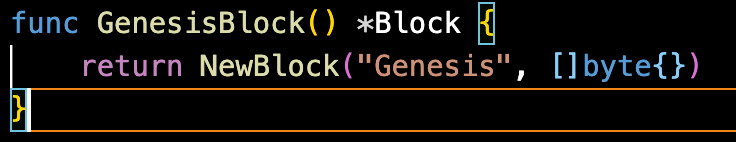 func GenesisBlock() *Block {
    return NewBlock("Genesis", []byte{})
}